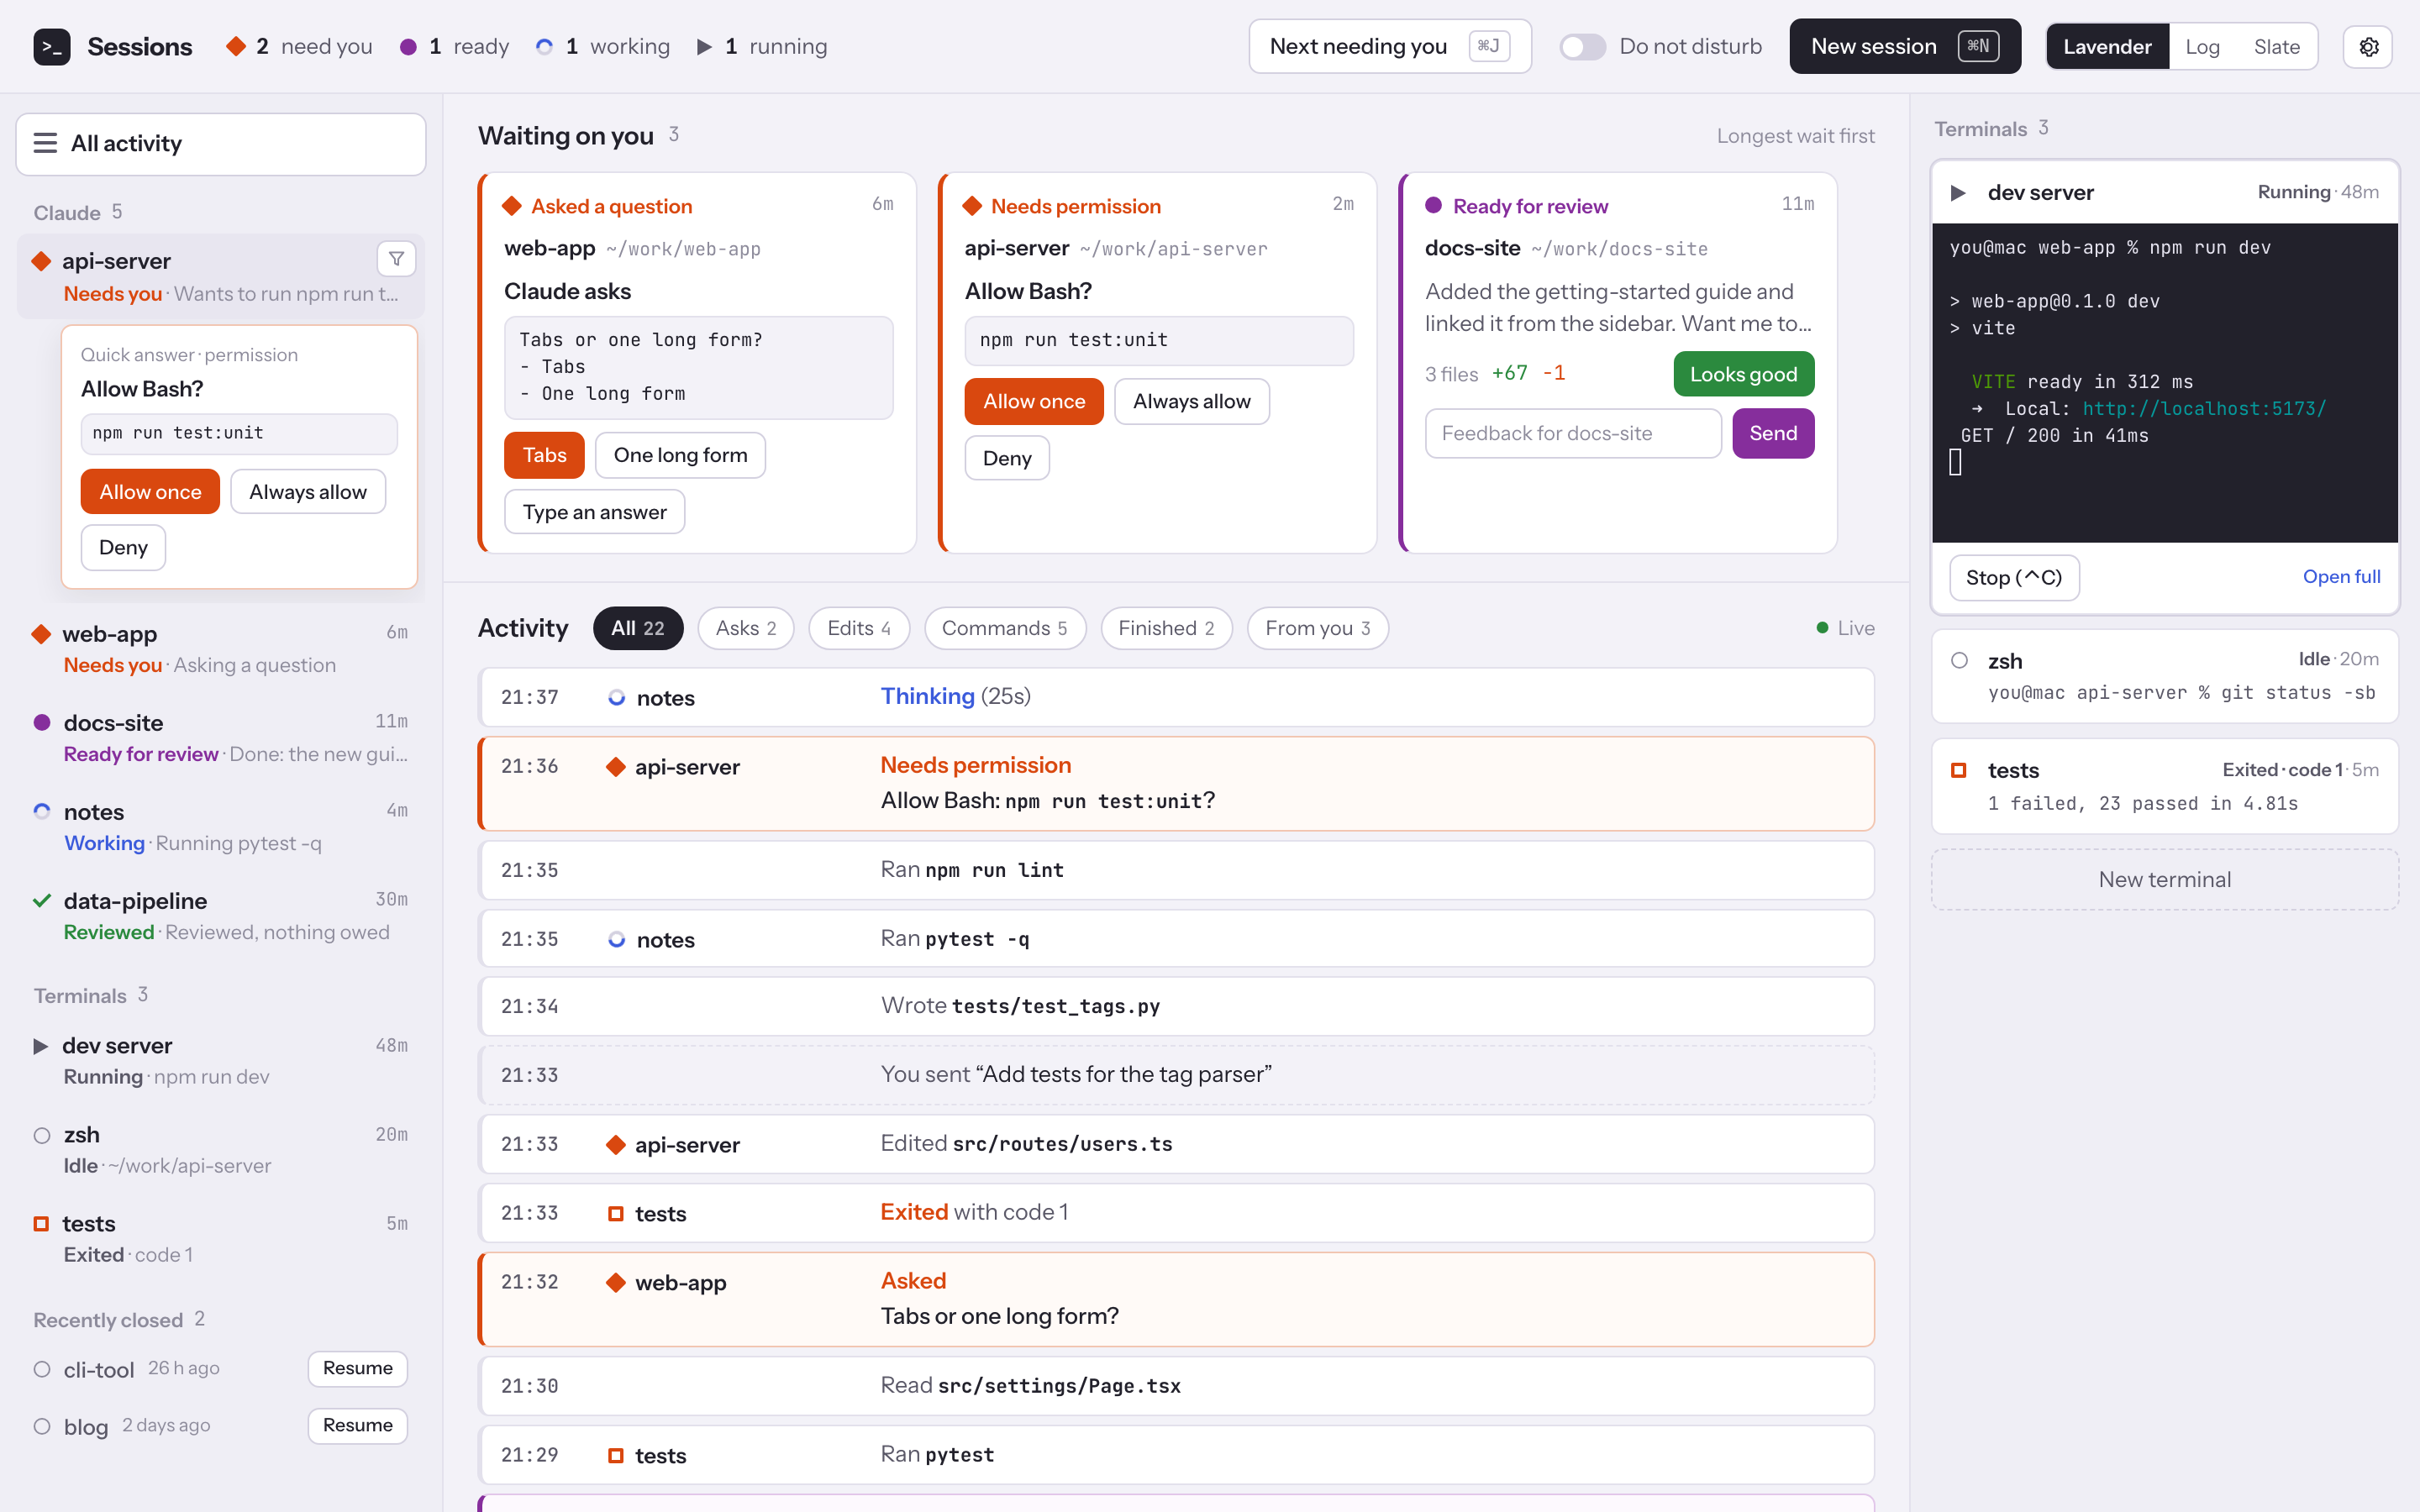 >_ Sessions 2 need you 1 ready 1 working 1 running Next needing you ⌘J Do not disturb New session ⌘N Lavender Log Slate
All activity
Claude 5
api-server
Needs you · Wants to run npm run t...
Quick answer · permission
Allow Bash?
npm run test:unit
Allow once Always allow
Deny
web-app 6m
Needs you · Asking a question
docs-site 11m
Ready for review · Done: the new gui...
notes 4m
Working · Running pytest -q
data-pipeline 30m
Reviewed · Reviewed, nothing owed
Terminals 3
dev server 48m
Running · npm run dev
zsh 20m
Idle · ~/work/api-server
tests 5m
Exited · code 1
Recently closed 2
cli-tool 26 h ago Resume
blog 2 days ago Resume
Waiting on you 3 Longest wait first
Asked a question 6m
web-app ~/work/web-app
Claude asks
Tabs or one long form?
- Tabs
- One long form
Tabs One long form
Type an answer
Needs permission 2m
api-server ~/work/api-server
Allow Bash?
npm run test:unit
Allow once Always allow
Deny
Ready for review 11m
docs-site ~/work/docs-site
Added the getting-started guide and
linked it from the sidebar. Want me to...
3 files +67 -1 Looks good
Feedback for docs-site Send
Activity All 22 Asks 2 Edits 4 Commands 5 Finished 2 From you 3 Live
21:37 notes Thinking (25s)
21:36 api-server Needs permission
Allow Bash: npm run test:unit?
21:35 Ran npm run lint
21:35 notes Ran pytest -q
21:34 Wrote tests/test_tags.py
21:33 You sent “Add tests for the tag parser”
21:33 api-server Edited src/routes/users.ts
21:33 tests Exited with code 1
21:32 web-app Asked
Tabs or one long form?
21:30 Read src/settings/Page.tsx
21:29 tests Ran pytest
Terminals 3
dev server Running · 48m
you@mac web-app % npm run dev
> web-app@0.1.0 dev
> vite
VITE ready in 312 ms
➜ Local: http://localhost:5173/
GET / 200 in 41ms
Stop (^C) Open full
zsh Idle · 20m
you@mac api-server % git status -sb
tests Exited · code 1 · 5m
1 failed, 23 passed in 4.81s
New terminal